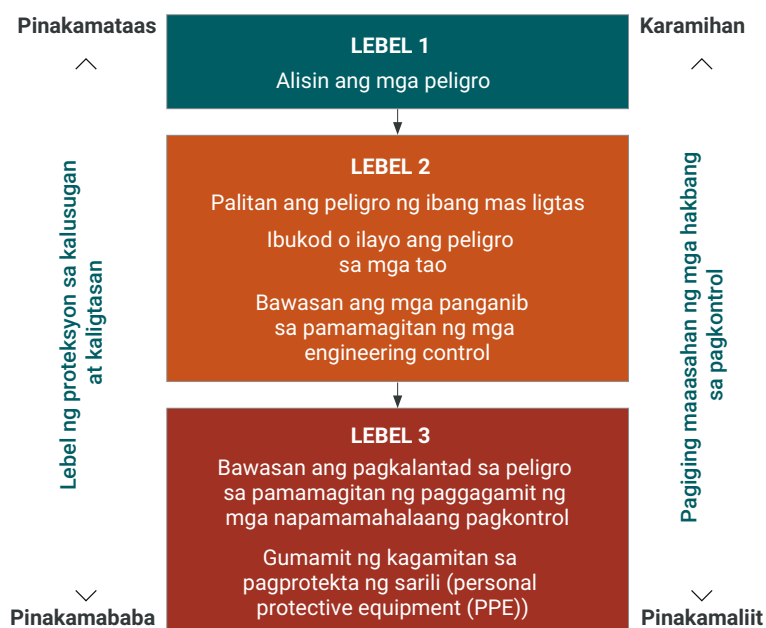 Pinakamataas
Karamihan
LEBEL 1
Alisin ang mga peligro
LEBEL 2
Palitan ang peligro ng ibang mas ligtas
Ibukod o ilayo ang peligro
sa mga tao
Bawasan ang mga panganib
sa pamamagitan ng mga
engineering control
LEBEL 3
Bawasan ang pagkalantad sa peligro
sa pamamagitan ng paggagamit ng
mga napamamahalaang pagkontrol
Gumamit ng kagamitan sa
pagprotekta ng sarili (personal
protective equipment (PPE))
Lebel ng proteksyon sa kalusugan
at kaligtasan
Pagiging maaasahan ng mga hakbang
sa pagkontrol
Pinakamababa
Pinakamaliit